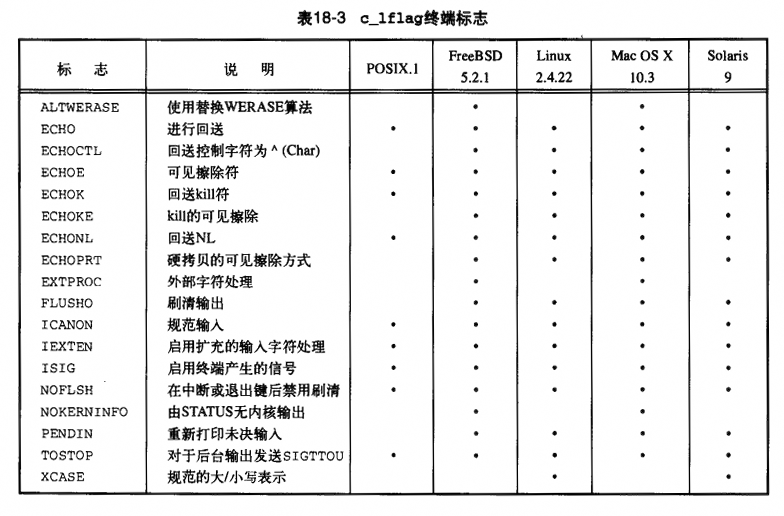 表18-3 c_lflag终端标志
标 志 说 明 POSIX.1 FreeBSD 5.2.1 Linux 2.4.22 Mac OS X 10.3 Solaris 9
ALTWERASE 使用替换WERASE算法 • •
ECHO 进行回送 • • • • •
ECHOCTL 回送控制字符为^(Char) • • • •
ECHOE 可见擦除符 • • • • •
ECHOK 回送kill符 • • • • •
ECHOKE kill的可见擦除 • • • •
ECHONL 回送NL • • • • •
ECHOPRT 硬拷贝的可见擦除方式 • • • •
EXTPROC 外部字符处理 • •
FLUSHO 刷清输出 • • • •
ICANON 规范输入 • • • • •
IEXTEN 启用扩充的输入字符处理 • • • • •
ISIG 启用终端产生的信号 • • • • •
NOFLSH 在中断或退出键后禁用刷清 • • • • •
NOKERNINFO 由STATUS无内核输出 • •
PENDIN 重新打印未决输入 • • • •
TOSTOP 对于后台输出发送SIGTTOU • • • • •
XCASE 规范的大/小写表示 • •